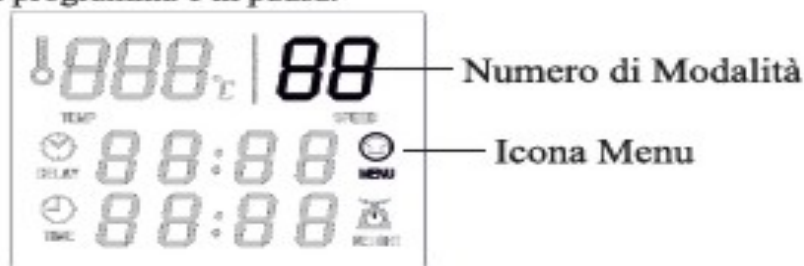 programma è in pausa.
888 °C 88 Numero di Modalità
TEMP SPEED
DELAY 88:88 MENU Icona Menu
TIME 88:88 WEIGHT